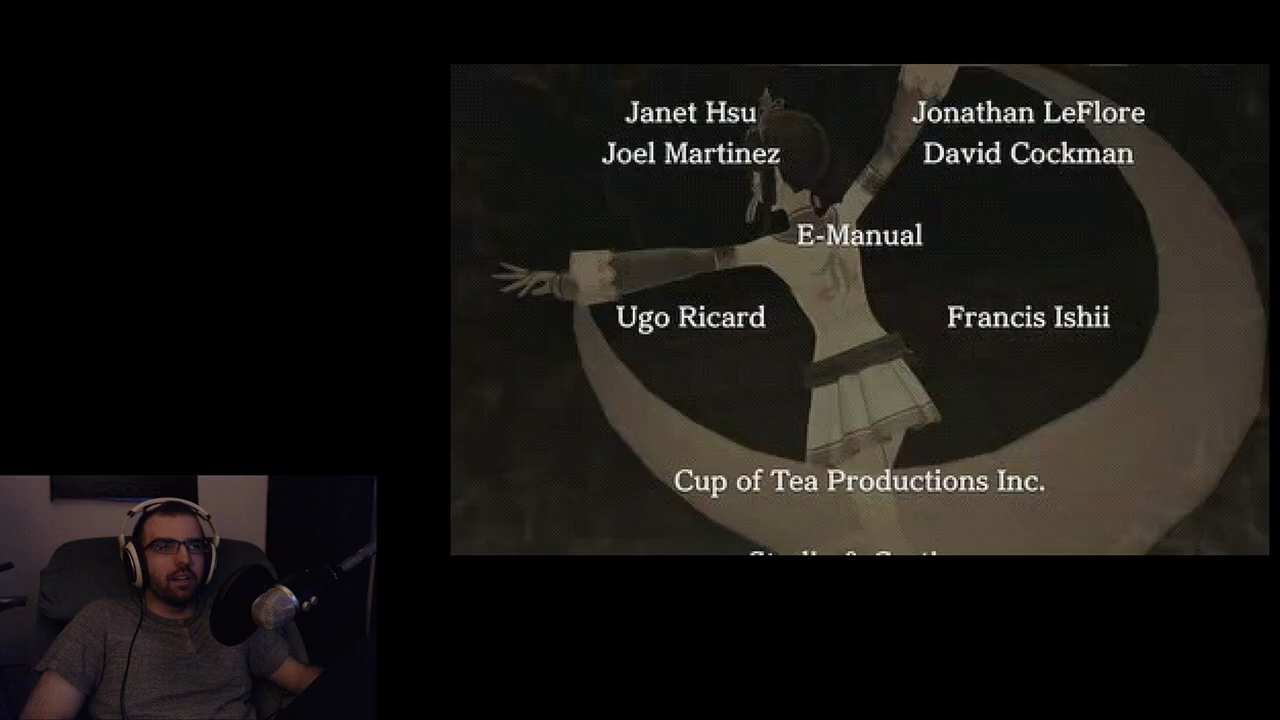 Janet Hsu Jonathan LeFlore
Joel Martinez David Cockman
E-Manual
Ugo Ricard Francis Ishii
Cup of Tea Productions Inc.